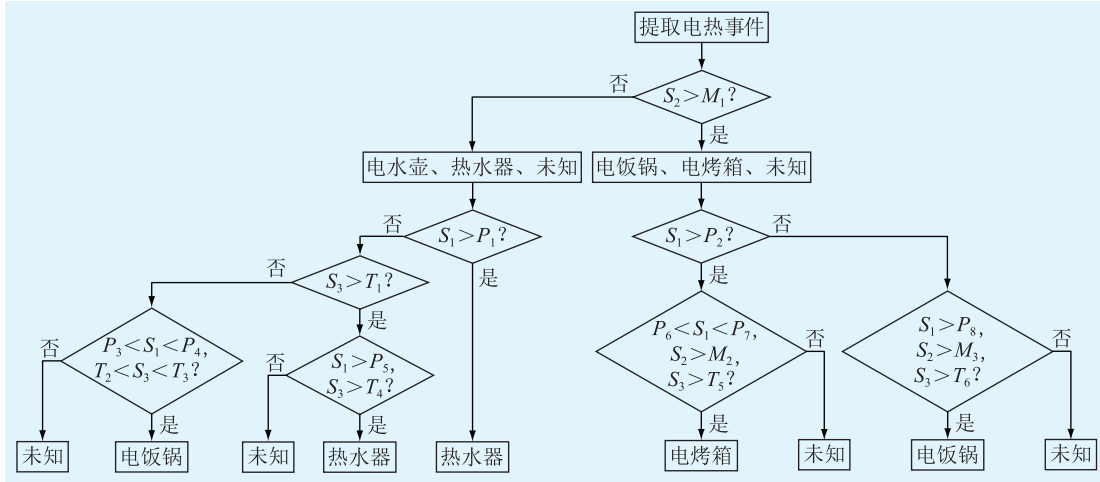 提取电热事件
否
S₂>M₁?
是
电水壶、热水器、未知
电饭锅、电烤箱、未知
否
S₁>P₁?
是
S₁>P₂?
否
是
否
S₃>T₁?
是
否
P₃<S₁<P₄,
T₂<S₃<T₃?
是
否
S₁>P₅,
S₃>T₄?
是
P₆<S₁<P₇,
S₂>M₂,
S₃>T₅?
否
是
S₁>P₈,
S₂>M₃,
S₃>T₆?
否
是
未知
电饭锅
未知
热水器
热水器
电烤箱
未知
电饭锅
未知